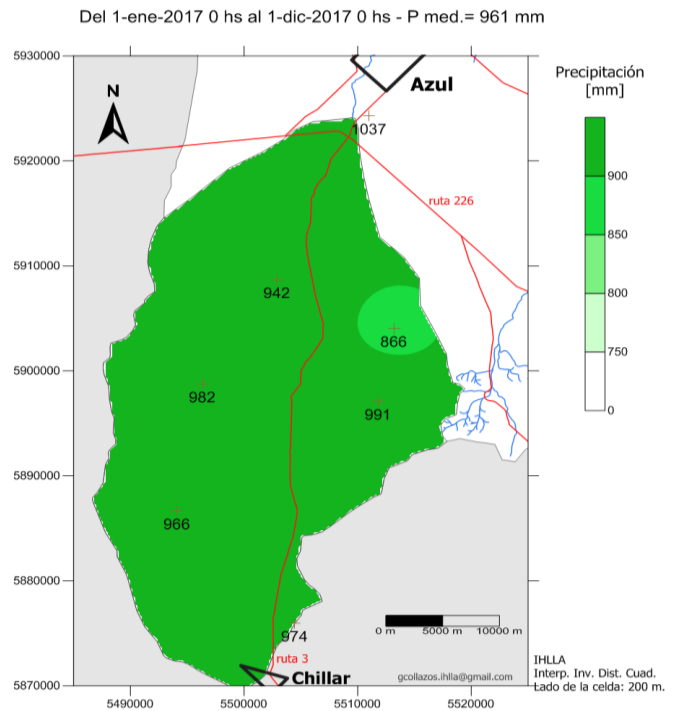 Del 1-ene-2017 0 hs al 1-dic-2017 0 hs - P med.= 961 mm
5930000
5920000
5910000
5900000
5890000
5880000
5870000
5490000
5500000
5510000
5520000
N
Azul
1037
ruta 226
942
866
982
991
966
974
ruta 3
Chillar
0 m 5000 m 10000 m
gcollazos.ihlla@gmail.com
Precipitación
[mm]
900
850
800
750
0
IHLLA
Interp. Inv. Dist. Cuad.
Lado de la celda: 200 m.